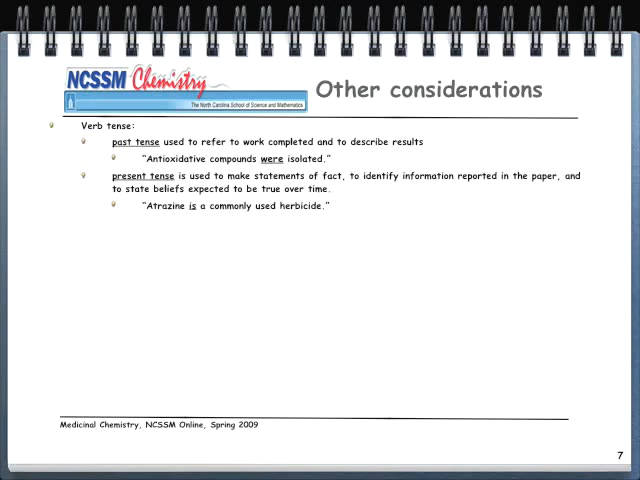 NCSSM Chemistry
The North Carolina School of Science and Mathematics
Other considerations
Verb tense:
past tense used to refer to work completed and to describe results
"Antioxidative compounds were isolated."
present tense is used to make statements of fact, to identify information reported in the paper, and
to state beliefs expected to be true over time.
"Atrazine is a commonly used herbicide."
Medicinal Chemistry, NCSSM Online, Spring 2009
7